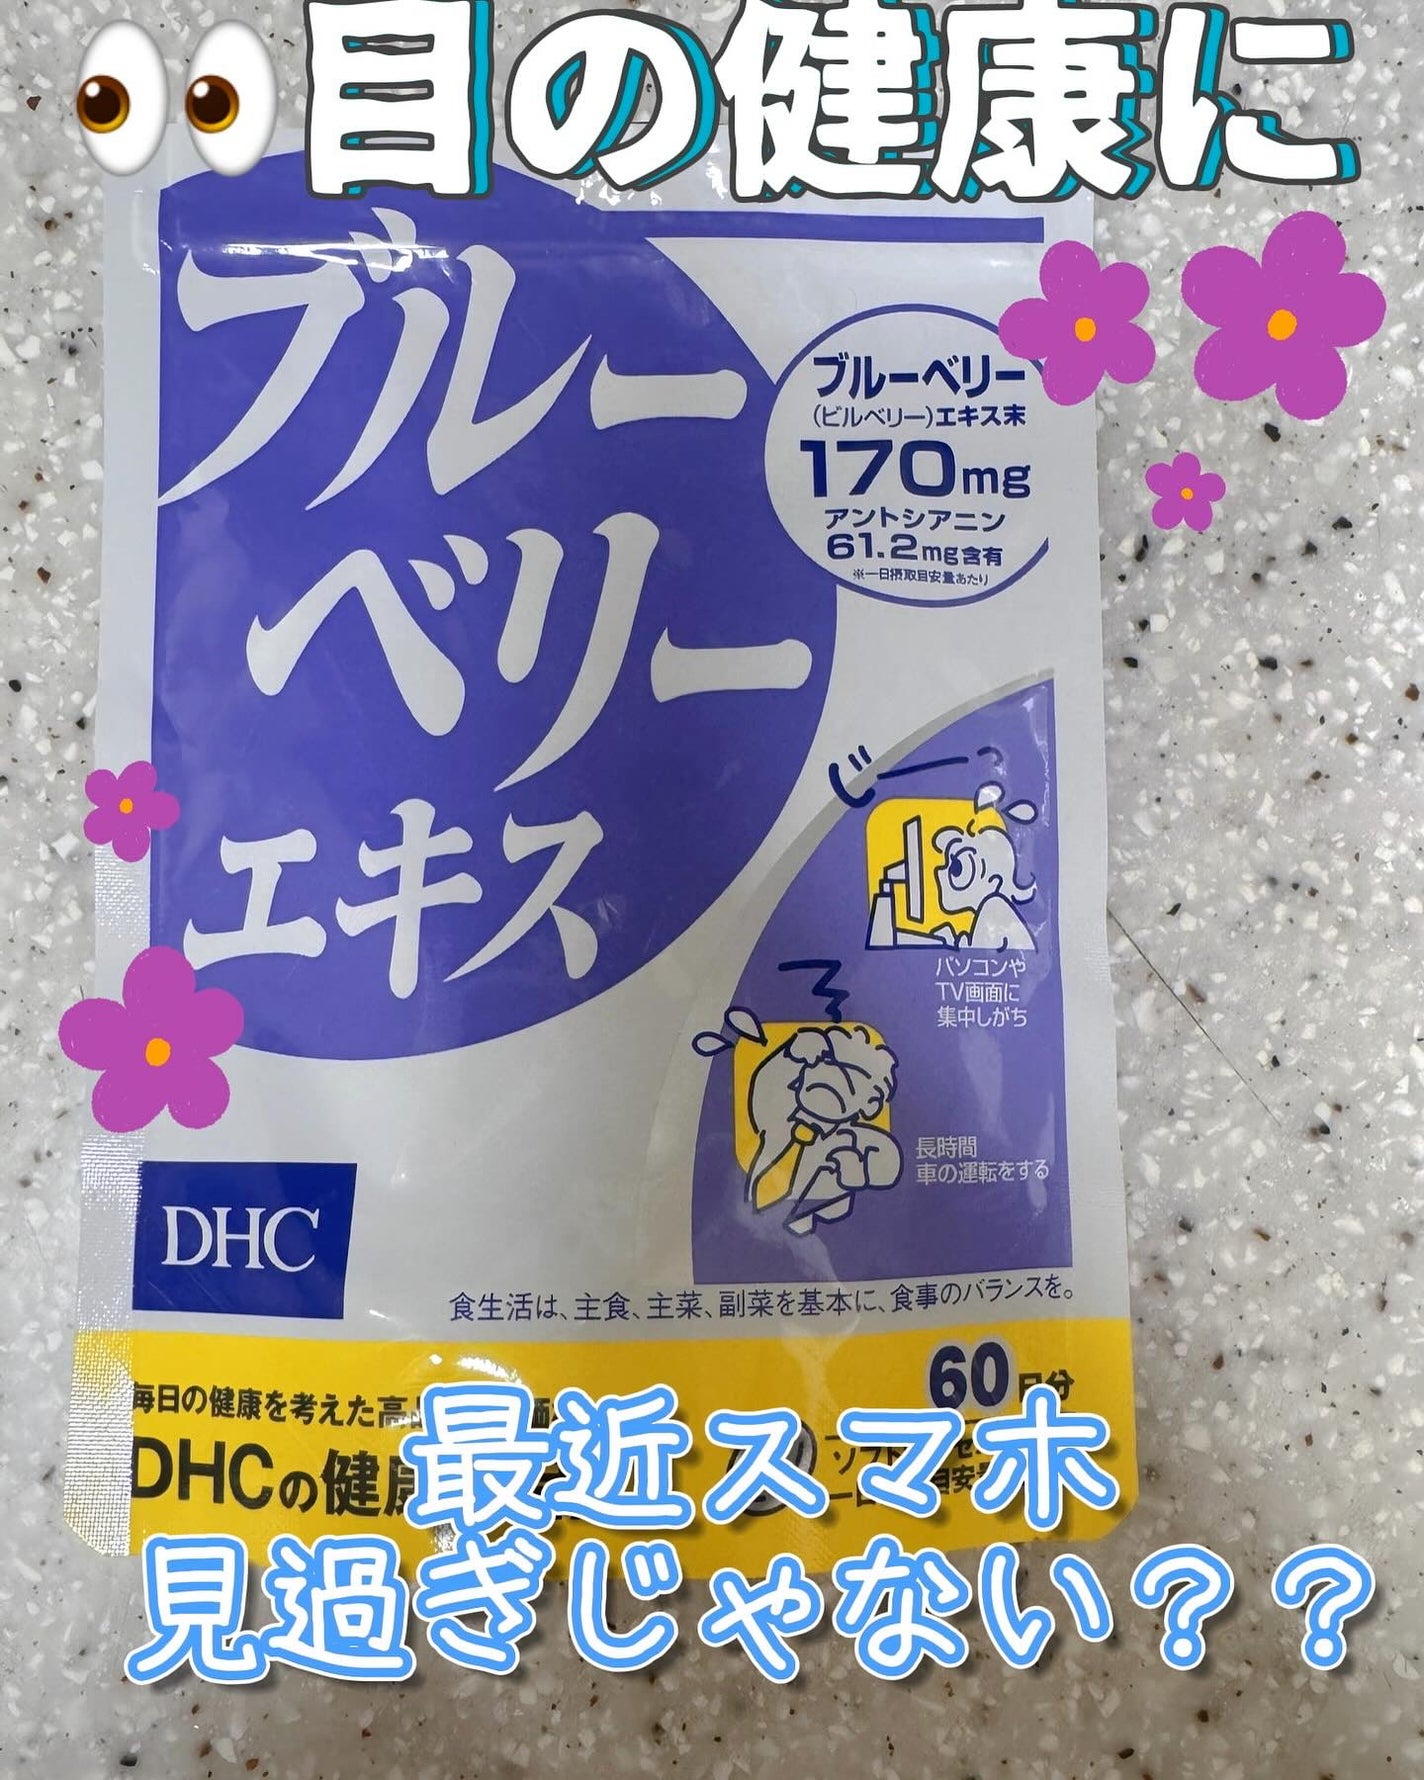 目の健康に
ブルー
ベリー
エキス
ブルーベリー
(ビルベリー)エキス末
170mg
アントシアニン
61.2mg含有
※一日摂取目安量あたり
じーっ
パソコンや
TV画面に
集中しがち
長時間
車の運転をする
DHC
食生活は、主食、主菜、副菜を基本に、食事のバランスを。
60日分
毎日の健康を考えた高
DHCの健
ソフト
最近スマホ
見過ぎじゃない？？